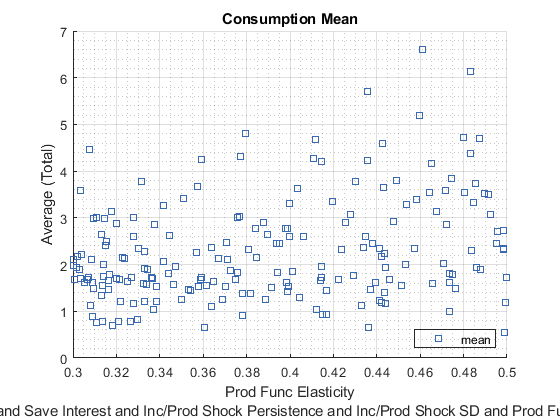 Consumption Mean
7
6
5
4
3
2
1
0
Average (Total)
mean
0.3 0.32 0.34 0.36 0.38 0.4 0.42 0.44 0.46 0.48 0.5
Prod Func Elasticity
and Save Interest and Inc/Prod Shock Persistence and Inc/Prod Shock SD and Prod Fu